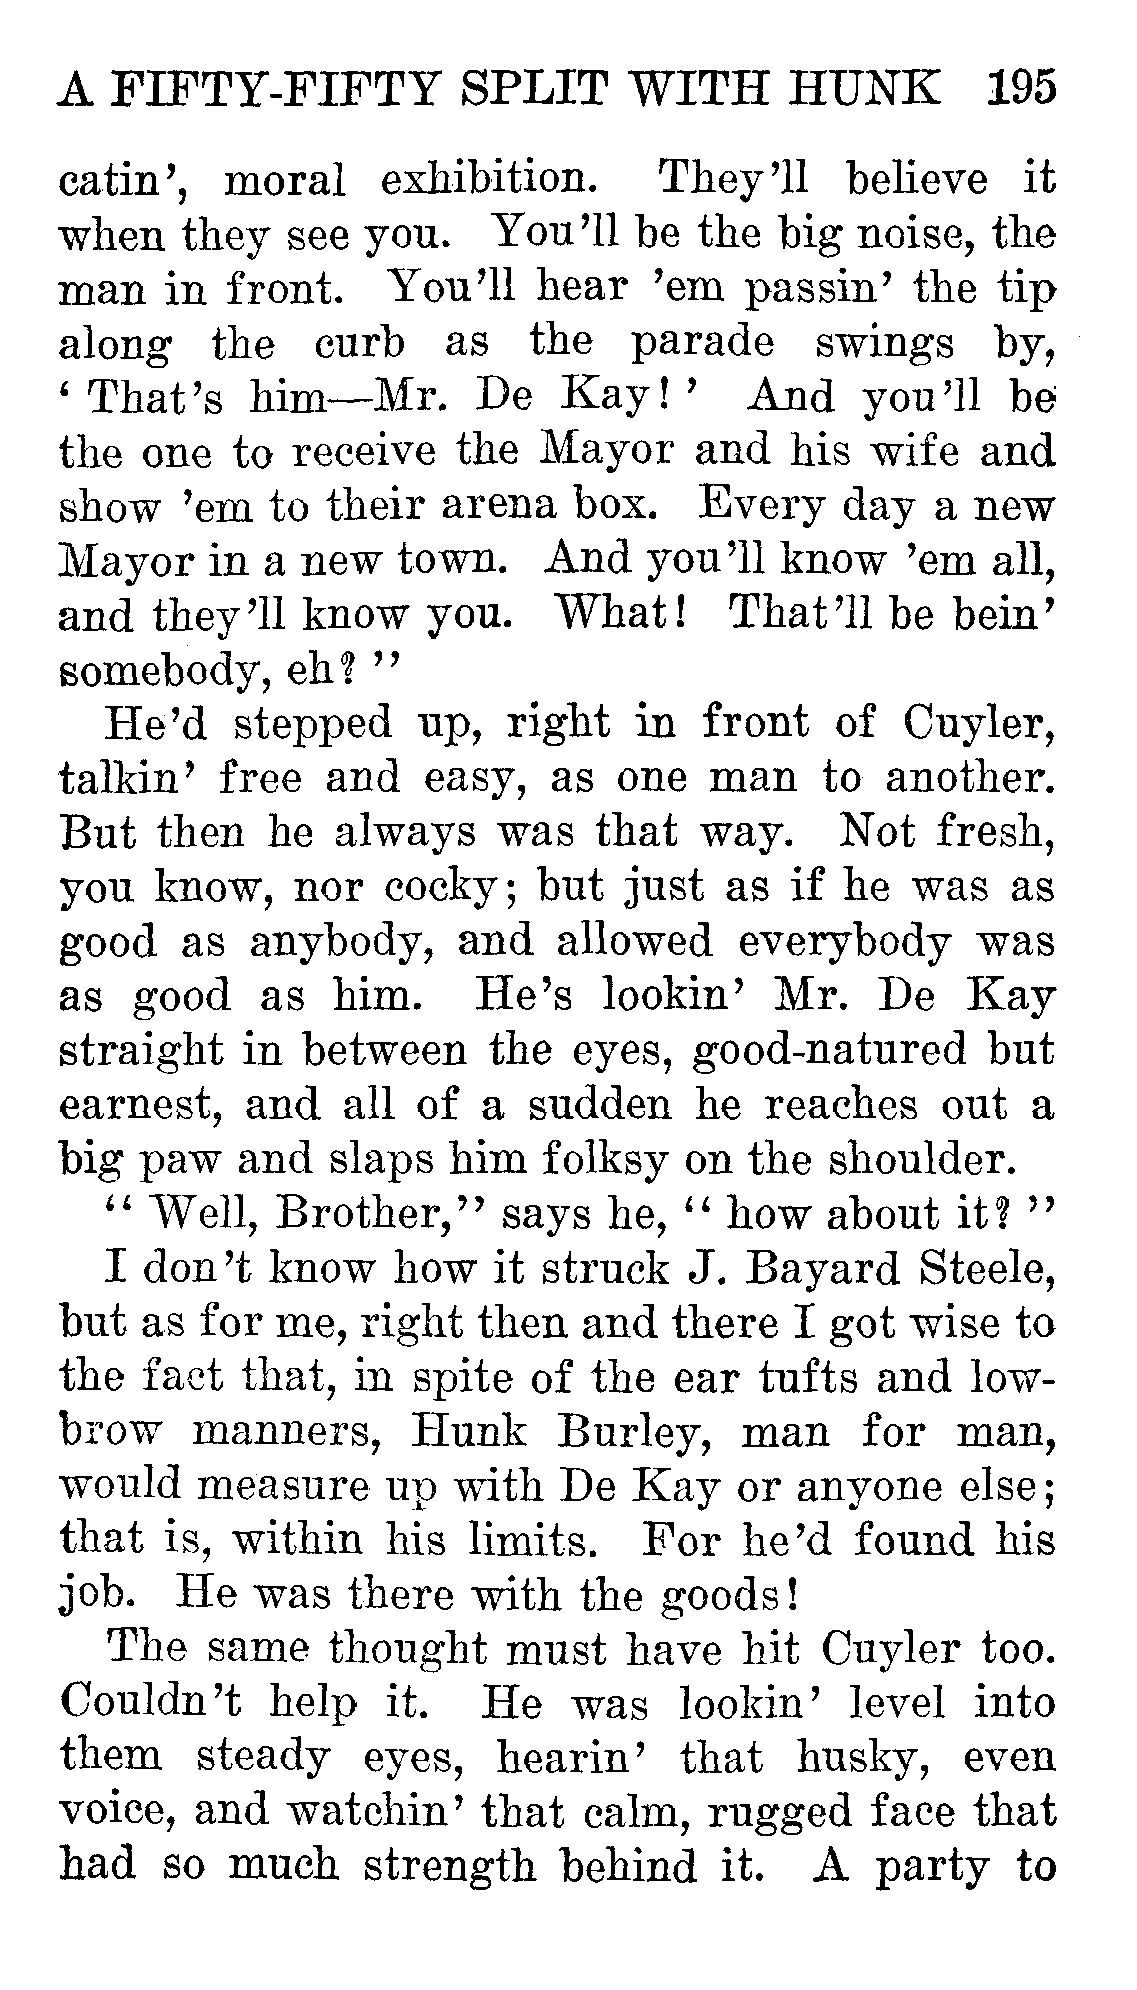 A FIFTY-FIFTY SPLIT WITH HUNK 195
catin', moral exhibition. They'll believe it
when they see you. You'll be the big noise, the
man in front. You'll hear 'em passin' the tip
along the curb as the parade swings by,
‘ That's him—Mr. De Kay! ’ And you'll be
the one to receive the Mayor and his wife and
show 'em to their arena box. Every day a new
Mayor in a new town. And you'll know 'em all,
and they'll know you. What! That'll be bein'
somebody, eh? ”
He'd stepped up, right in front of Cuyler,
talkin' free and easy, as one man to another.
But then he always was that way. Not fresh,
you know, nor cocky; but just as if he was as
good as anybody, and allowed everybody was
as good as him. He's lookin' Mr. De Kay
straight in between the eyes, good-natured but
earnest, and all of a sudden he reaches out a
big paw and slaps him folksy on the shoulder.
“ Well, Brother,” says he, “ how about it? ”
I don't know how it struck J. Bayard Steele,
but as for me, right then and there I got wise to
the fact that, in spite of the ear tufts and low-
brow manners, Hunk Burley, man for man,
would measure up with De Kay or anyone else;
that is, within his limits. For he'd found his
job. He was there with the goods!
The same thought must have hit Cuyler too.
Couldn't help it. He was lookin' level into
them steady eyes, hearin' that husky, even
voice, and watchin' that calm, rugged face that
had so much strength behind it. A party to